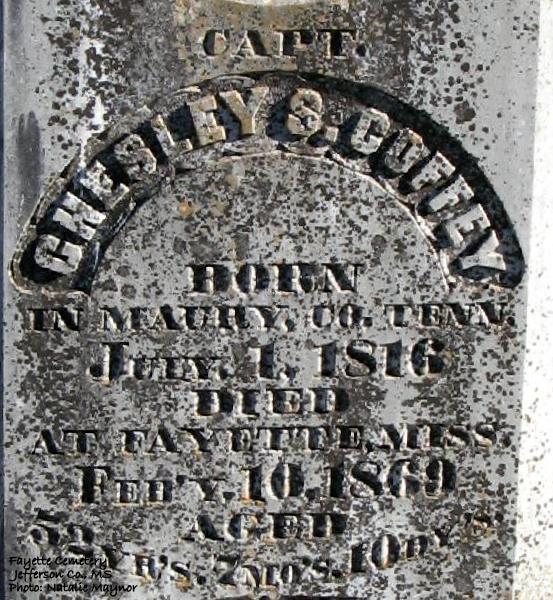 CAPT.
CHESLEY S. COFFEY
BORN
IN MAURY, CO. TENN.
JULY. 1, 1816
DIED
AT FAYETTE, MISS.
FEB'Y. 10, 1869
AGED
52 YR'S. 7 MO'S. 10 DY'S
Fayette Cemetery
Jefferson Co., MS
Photo: Natalie Maynor